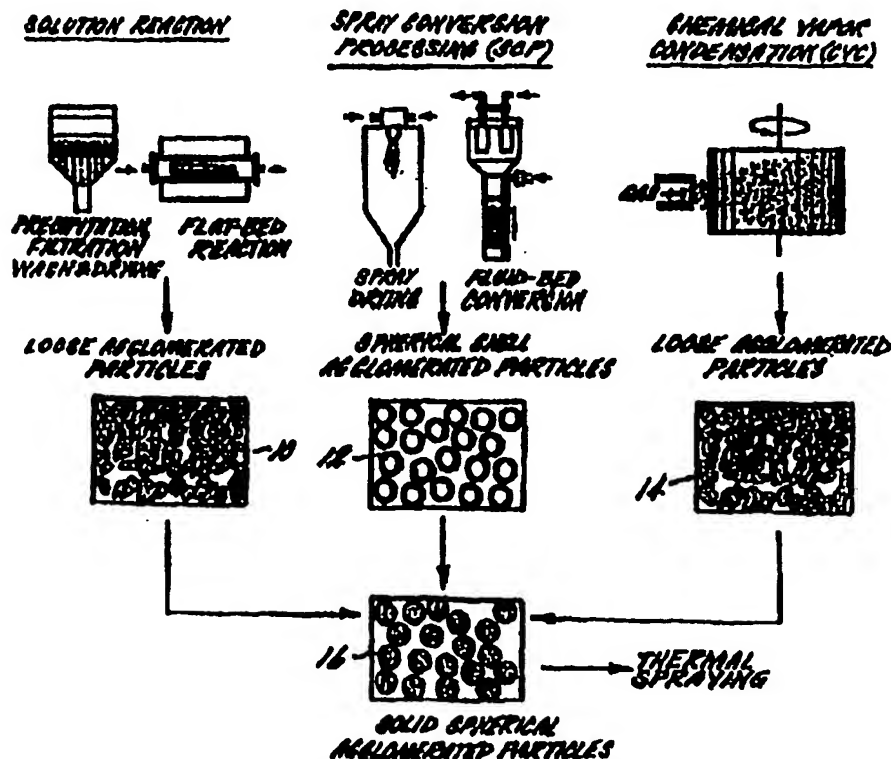 SOLUTION REACTION
SPRAY CONVERSION
PROCESSING (SCP)
CHEMICAL VAPOR
CONDENSATION (CVC)
GAS
PRECIPITATION,
FILTRATION
WASH & DRYING
FLAT-BED
REACTION
SPRAY
DRYING
FLUID-BED
CONVERSION
LOOSE AGGLOMERATED
PARTICLES
SPHERICAL SHELL
AGGLOMERATED PARTICLES
LOOSE AGGLOMERATED
PARTICLES
10
12
14
16
THERMAL
SPRAYING
SOLID SPHERICAL
AGGLOMERATED PARTICLES